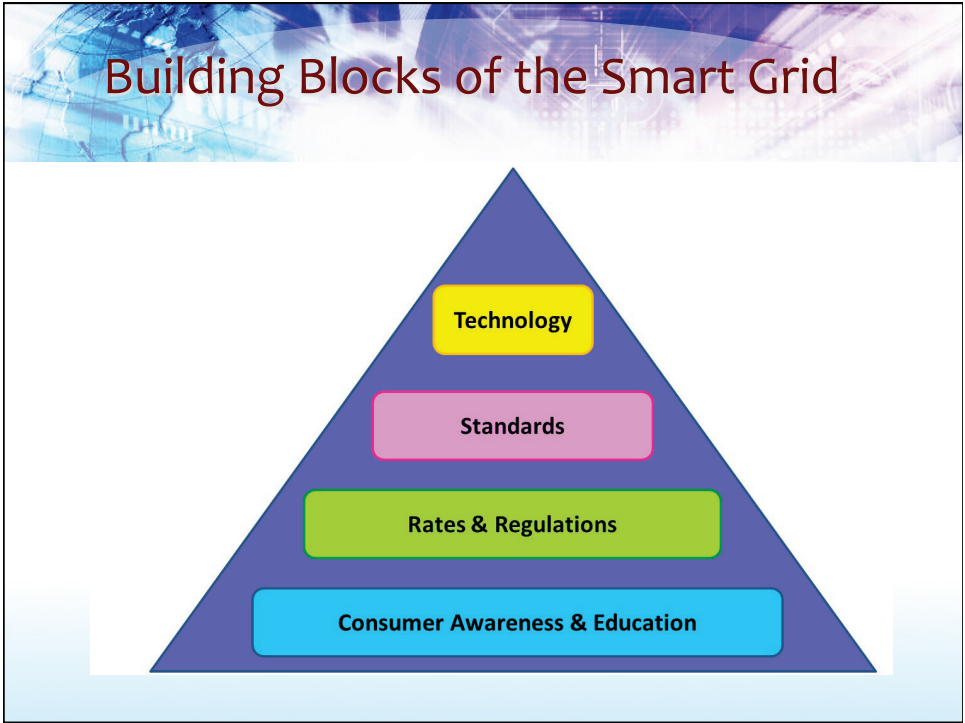 Building Blocks of the Smart Grid
Technology
Standards
Rates & Regulations
Consumer Awareness & Education